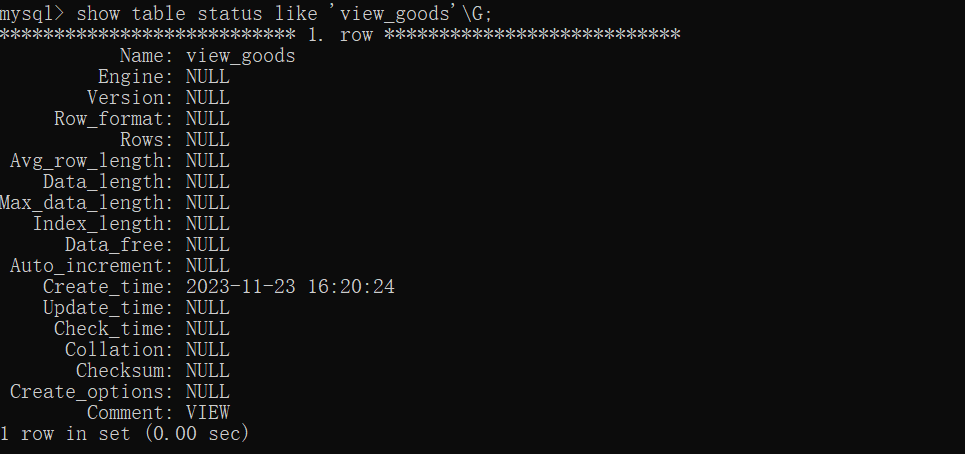 mysql> show table status like 'view_goods'\G;
*************************** 1. row ***************************
Name: view_goods
Engine: NULL
Version: NULL
Row_format: NULL
Rows: NULL
Avg_row_length: NULL
Data_length: NULL
Max_data_length: NULL
Index_length: NULL
Data_free: NULL
Auto_increment: NULL
Create_time: 2023-11-23 16:20:24
Update_time: NULL
Check_time: NULL
Collation: NULL
Checksum: NULL
Create_options: NULL
Comment: VIEW
1 row in set (0.00 sec)